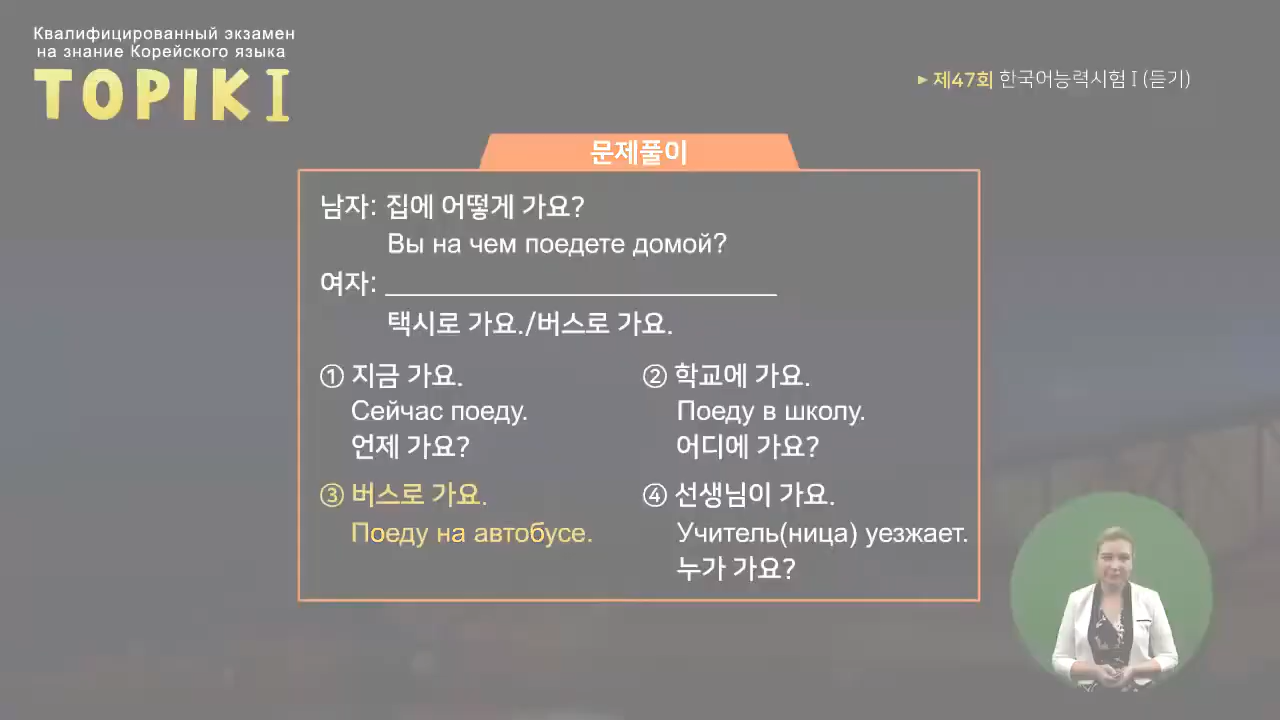 Квалифицированный экзамен
на знание Корейского языка
TOPIK I
▸ 제47회 한국어능력시험 I (듣기)
문제풀이
남자: 집에 어떻게 가요?
Вы на чем поедете домой?
여자: ____________________________
택시로 가요./버스로 가요.
① 지금 가요.
Сейчас поеду.
언제 가요?
② 학교에 가요.
Поеду в школу.
어디에 가요?
③ 버스로 가요.
Поеду на автобусе.
④ 선생님이 가요.
Учитель(ница) уезжает.
누가 가요?